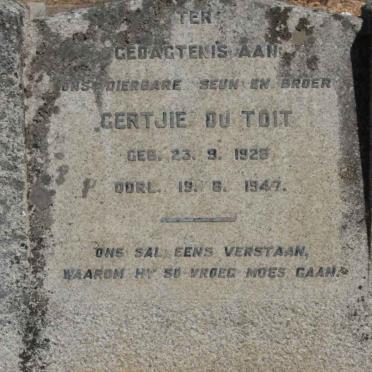 TER
GEDAGTENIS AAN
ONS DIERBARE SEUN EN BROER
GERTJIE DU TOIT
GEB. 23. 9. 1928
OORL. 19. 6. 1947.
ONS SAL EENS VERSTAAN,
WAAROM HY SO VROEG MOES GAAN.